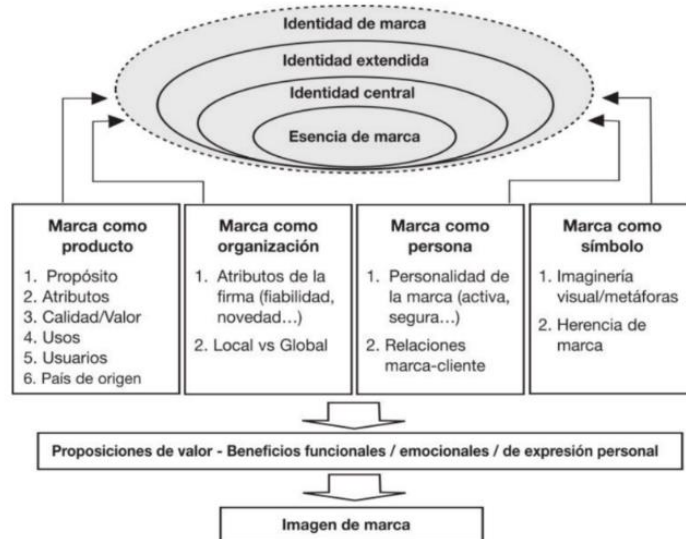 Identidad de marca
Identidad extendida
Identidad central
Esencia de marca
Marca como
producto
1. Propósito
2. Atributos
3. Calidad/Valor
4. Usos
5. Usuarios
6. País de origen
Marca como
organización
1. Atributos de la
firma (fiabilidad,
novedad...)
2. Local vs Global
Marca como
persona
1. Personalidad de
la marca (activa,
segura...)
2. Relaciones
marca-cliente
Marca como
símbolo
1. Imaginería
visual/metáforas
2. Herencia de
marca
Proposiciones de valor - Beneficios funcionales / emocionales / de expresión personal
Imagen de marca